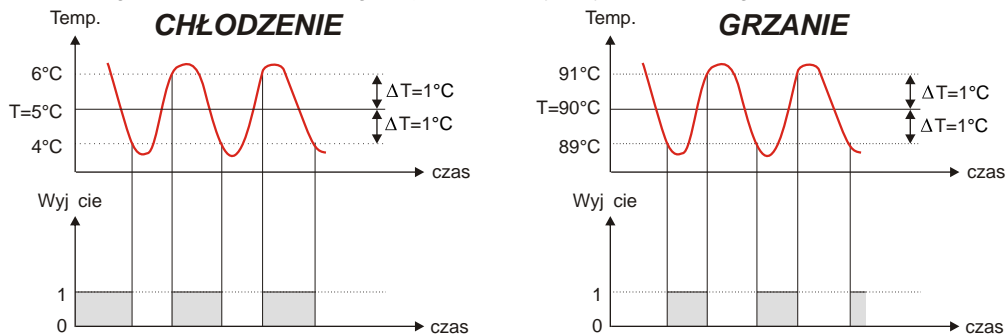 CHŁODZENIE
Temp.
6°C
T=5°C
4°C
ΔT=1°C
ΔT=1°C
czas
Wyj cie
1
0
czas
GRZANIE
Temp.
91°C
T=90°C
89°C
ΔT=1°C
ΔT=1°C
czas
Wyj cie
1
0
czas